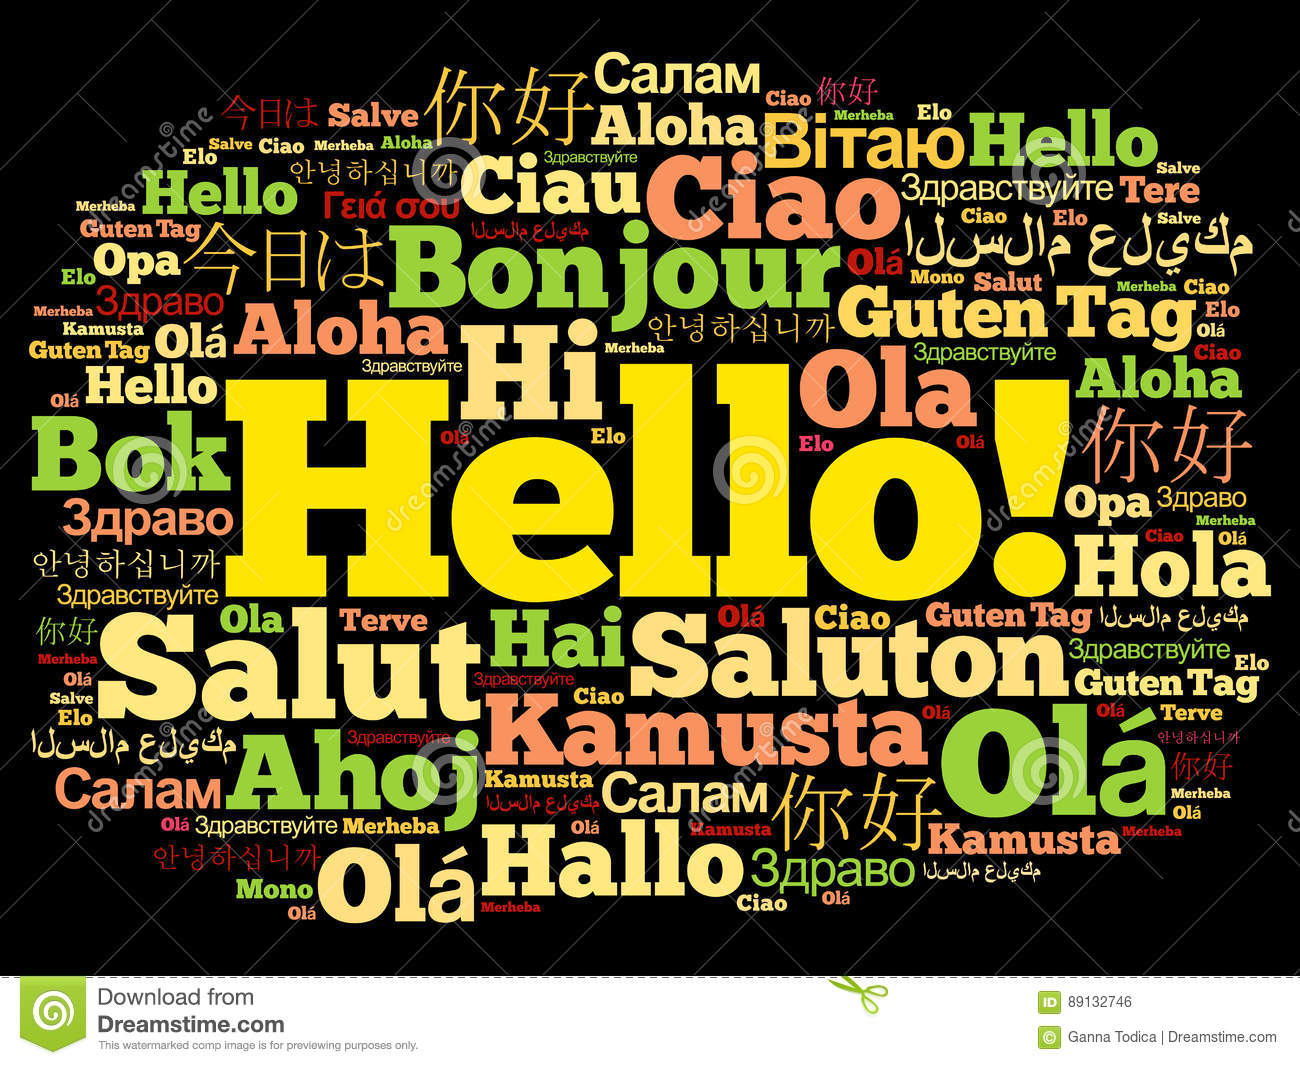 Салам
你好
Ciao 你好
今日は Salve
Aloha
Merheba Elo
Вітаю Hello
Salve Ciao Merheba Aloha
Elo
안녕하십니까
Здравствуйте
Ciau Ciao
Salve
Здравствуйте Tere
Hello
Γειά σου
Merheba
Ciao Elo Salve
Guten Tag
今日は
Bonjour
السلام عليكم
السلام عليكم
Opa
Olá
Elo
Mono Salut Merheba Ciao
Здраво
Merheba
Aloha
Hi
안녕하십니까
Guten Tag
Elo
Kamusta Olá
Olá
Guten Tag
Merheba
Здравствуйте
Ciao
Здравствуйте
Hello
Ola
Aloha
Olá
Bok
Hello!
Olá
Elo
Elo
Olá
你好
Здраво
Opa Здраво
Merheba
Ciao Olá
안녕하십니까
Hola
Здравствуйте
Ola Terve
Hai
Olá Ciao Guten Tag
السلام عليكم
你好
Salut
Saluton
Здравствуйте
Merheba
Elo
Olá
Здравствуйте
Guten Tag
Salve
Ciao
Elo
Kamusta
Olá
Olá
Olá Terve
السلام عليكم
Ahoj
Здравствуйте
안녕하십니까
你好
Салам
Kamusta
Салам
你好
Merheba
السلام عليكم
Olá
Olá Здравствуйте Merheba
Olá
Kamusta
Kamusta
Merheba
안녕하십니까
Olá
Hallo
Здраво
السلام عليكم
Mono
Olá
Merheba
Ciao
Olá
Download from
Dreamstime.com
This watermarked comp image is for previewing purposes only.
ID 89132746
© Ganna Todica | Dreamstime.com